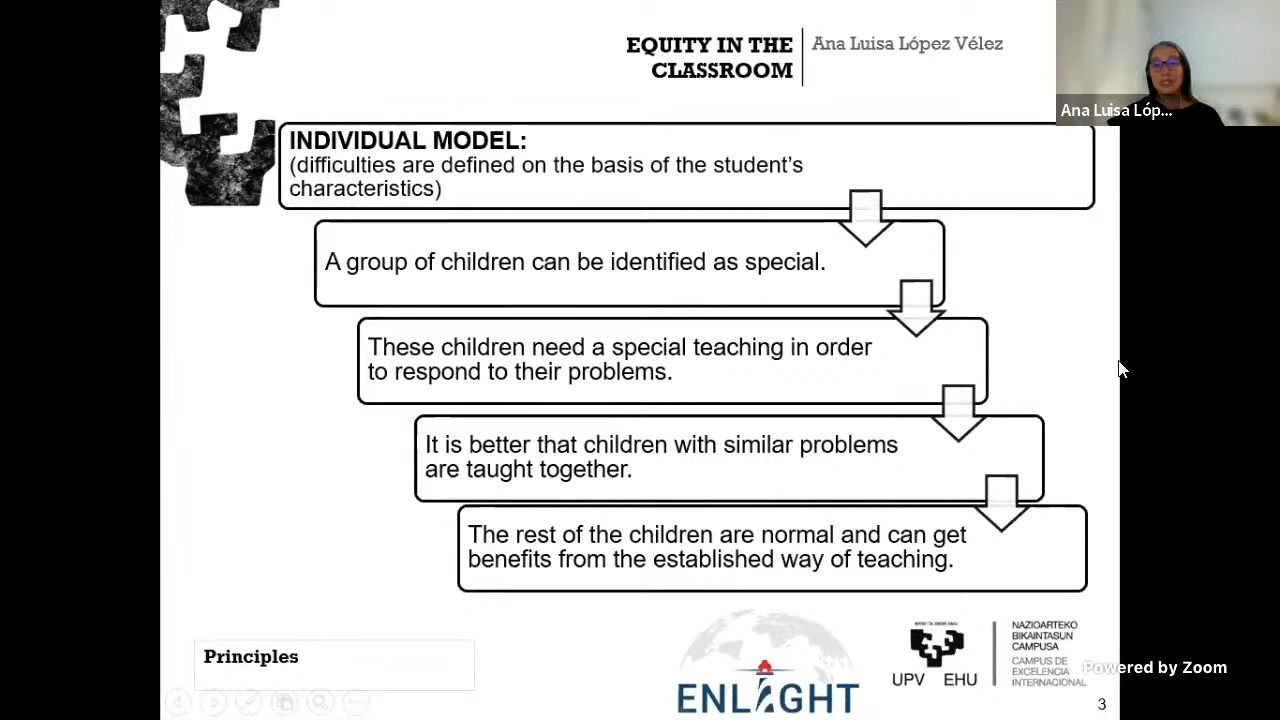 EQUITY IN THE
CLASSROOM
Ana Luisa López Vélez
Ana Luisa Lóp...
INDIVIDUAL MODEL:
(difficulties are defined on the basis of the student's
characteristics)
A group of children can be identified as special.
These children need a special teaching in order
to respond to their problems.
It is better that children with similar problems
are taught together.
The rest of the children are normal and can get
benefits from the established way of teaching.
Principles
ENLIGHT
eman ta zabal zazu
UPV EHU
NAZIOARTEKO
BIKAINTASUN
CAMPUSA
CAMPUS DE
EXCELENCIA
INTERNACIONAL
Powered by Zoom
3